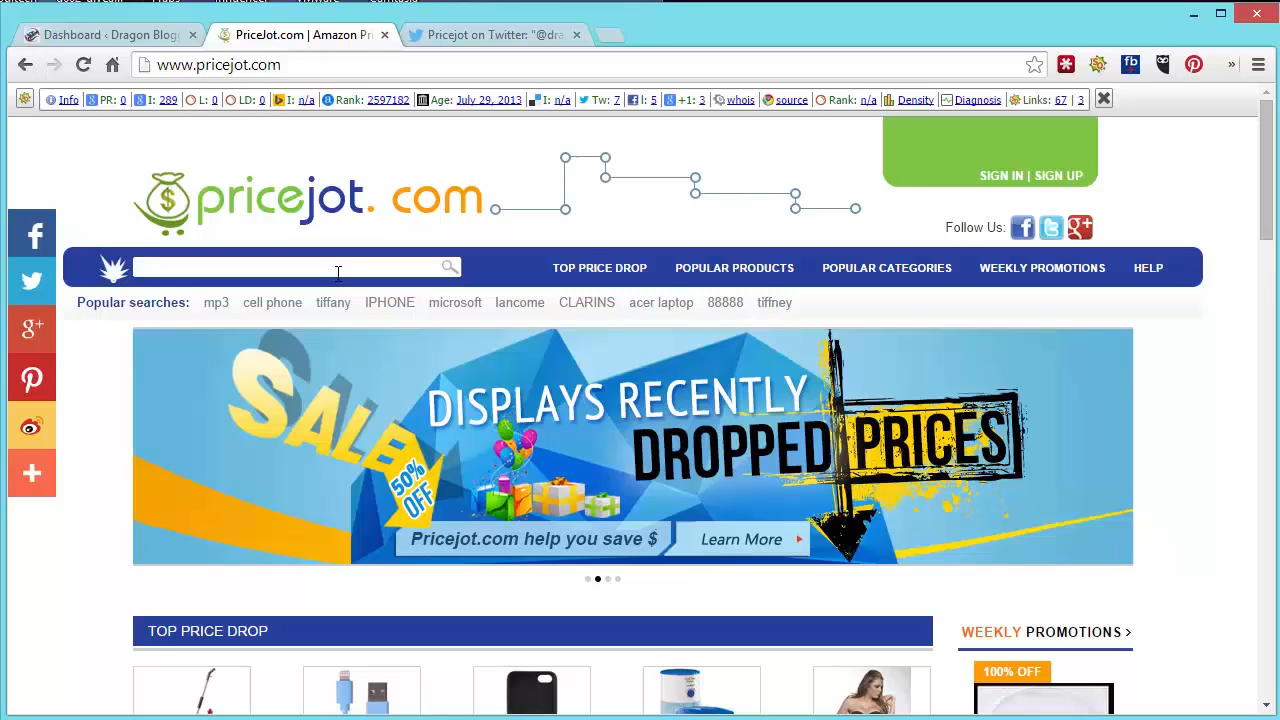 Dashboard ‹ Dragon Blogg
PriceJot.com | Amazon Pri
Pricejot on Twitter: "@dra
www.pricejot.com
Info PR: 0 I: 289 L: 0 LD: 0 I: n/a Rank: 2597182 Age: July 29, 2013 I: n/a Tw: 7 I: 5 +1: 3 whois source Rank: n/a Density Diagnosis Links: 67 | 3
SIGN IN | SIGN UP
pricejot. com
Follow Us:
TOP PRICE DROP POPULAR PRODUCTS POPULAR CATEGORIES WEEKLY PROMOTIONS HELP
Popular searches: mp3 cell phone tiffany IPHONE microsoft lancome CLARINS acer laptop 88888 tiffney
SALE
50%
OFF
DISPLAYS RECENTLY
DROPPED PRICES
Pricejot.com help you save $
Learn More
TOP PRICE DROP
WEEKLY PROMOTIONS >
100% OFF